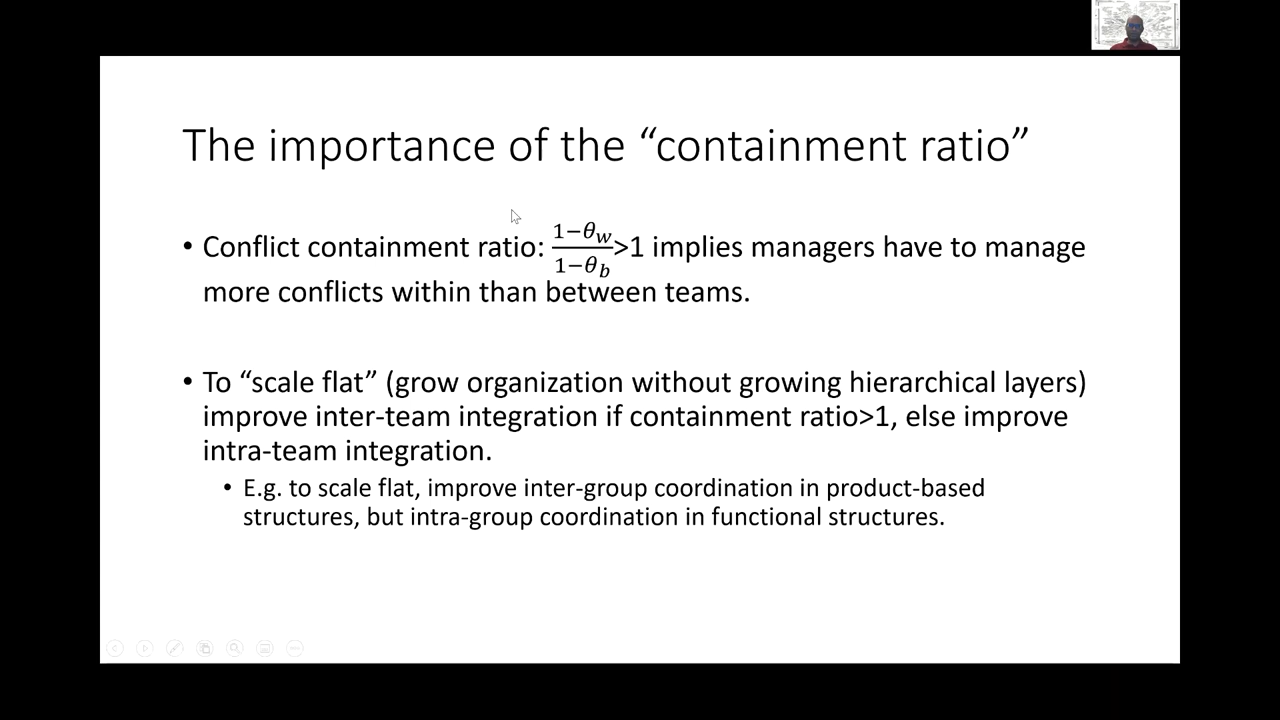 The importance of the “containment ratio”
• Conflict containment ratio: \frac{1−θ_w}{1−θ_b}>1 implies managers have to manage
more conflicts within than between teams.
• To “scale flat” (grow organization without growing hierarchical layers)
improve inter-team integration if containment ratio>1, else improve
intra-team integration.
• E.g. to scale flat, improve inter-group coordination in product-based
structures, but intra-group coordination in functional structures.